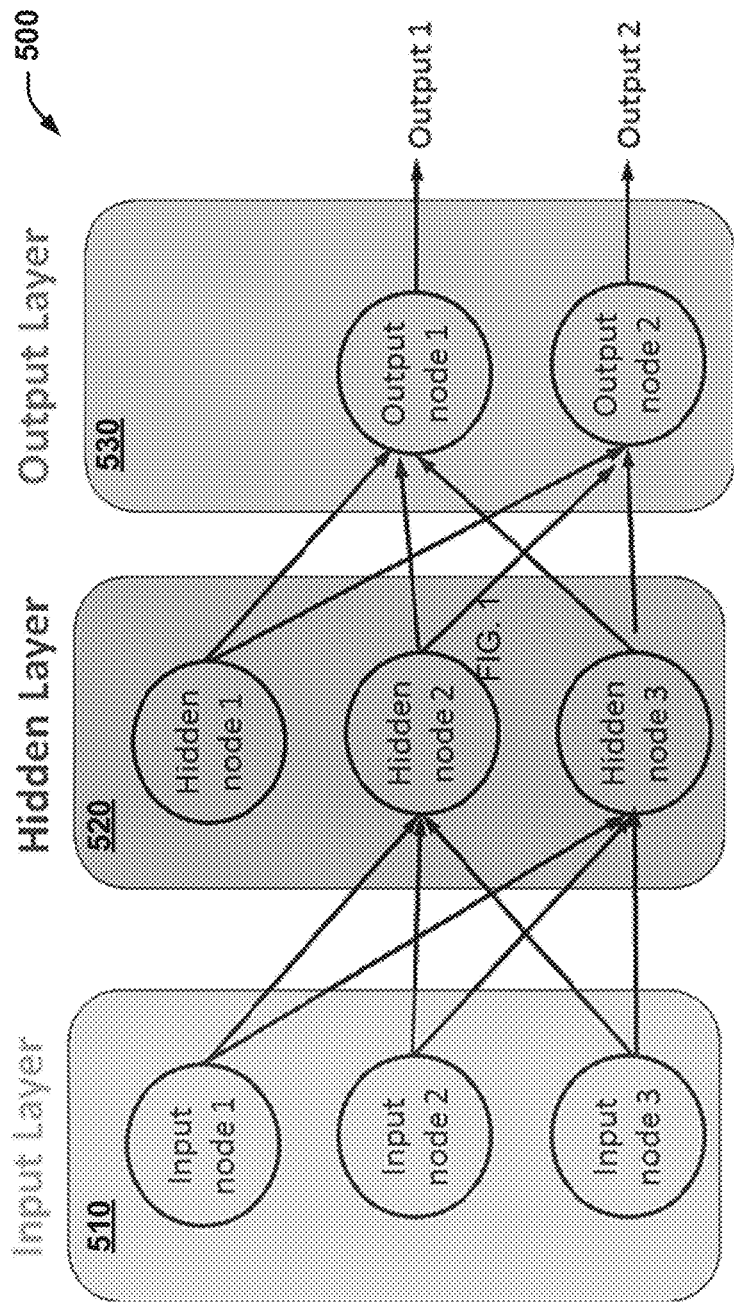 500
Input Layer
Hidden Layer
Output Layer
510
520
530
Input
node 1
Input
node 2
Input
node 3
Hidden
node 1
Hidden
node 2
Hidden
node 3
FIG. 1
Output
node 1
Output
node 2
Output 1
Output 2